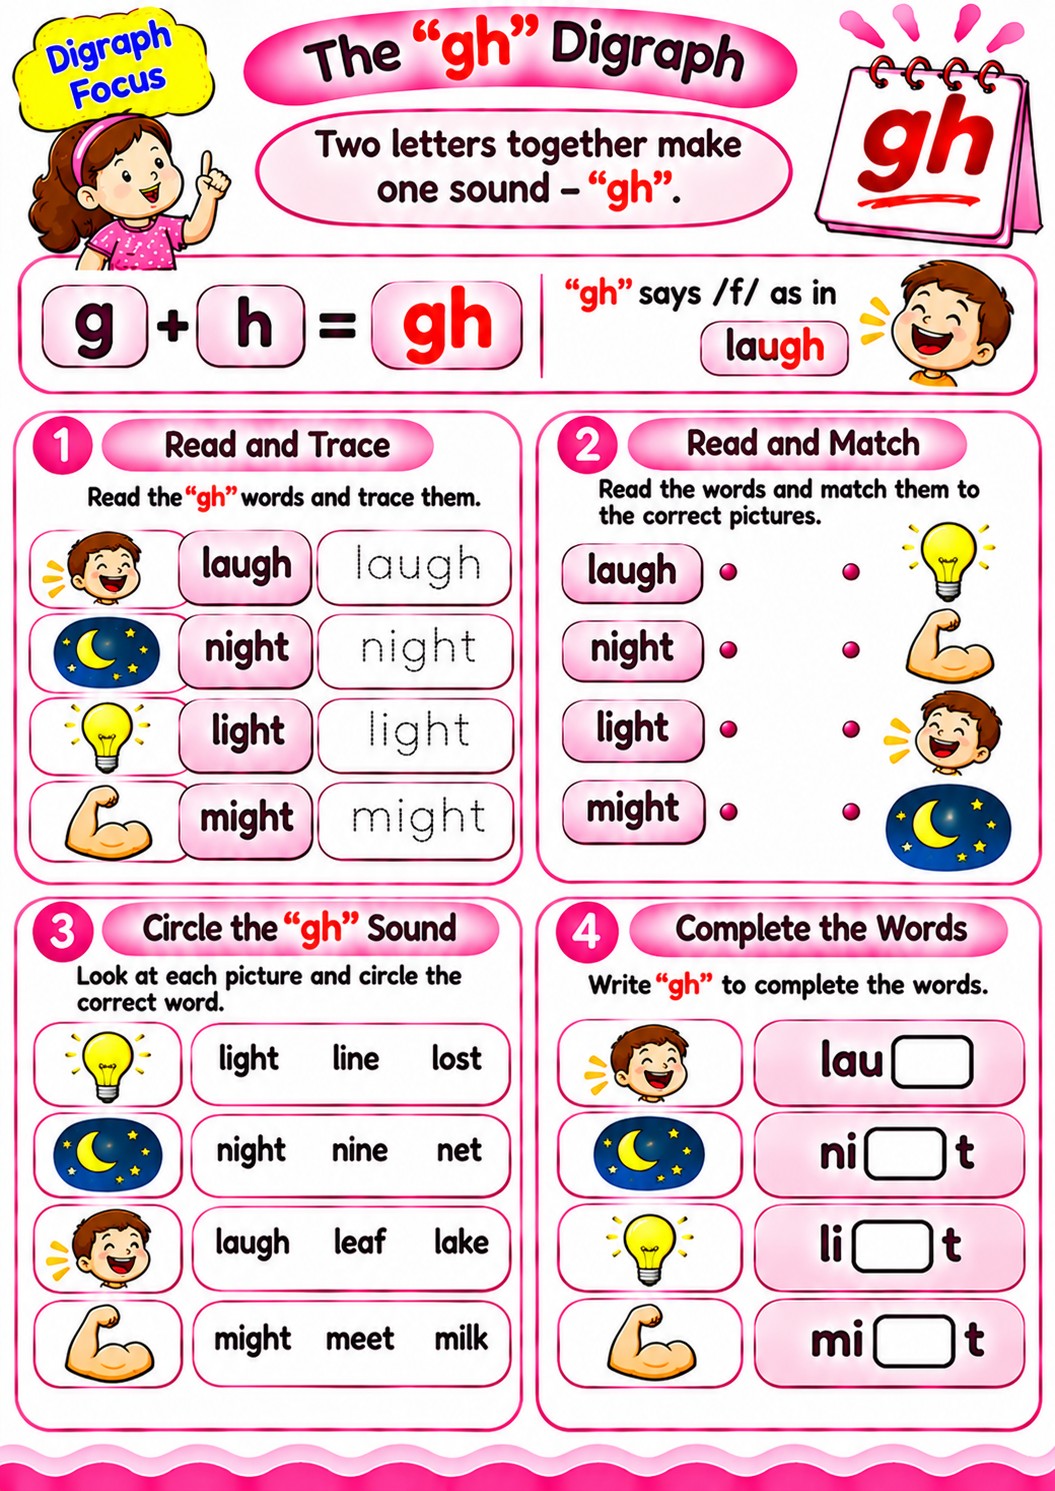 Digraph
Focus
The “gh” Digraph
Two letters together make
one sound – “gh”.
gh
g + h = gh
“gh” says /f/ as in
laugh
1 Read and Trace
Read the “gh” words and trace them.
laugh laugh
night night
light light
might might
2 Read and Match
Read the words and match them to
the correct pictures.
laugh
night
light
might
3 Circle the “gh” Sound
Look at each picture and circle the
correct word.
light line lost
night nine net
laugh leaf lake
might meet milk
4 Complete the Words
Write “gh” to complete the words.
lau
ni t
li t
mi t